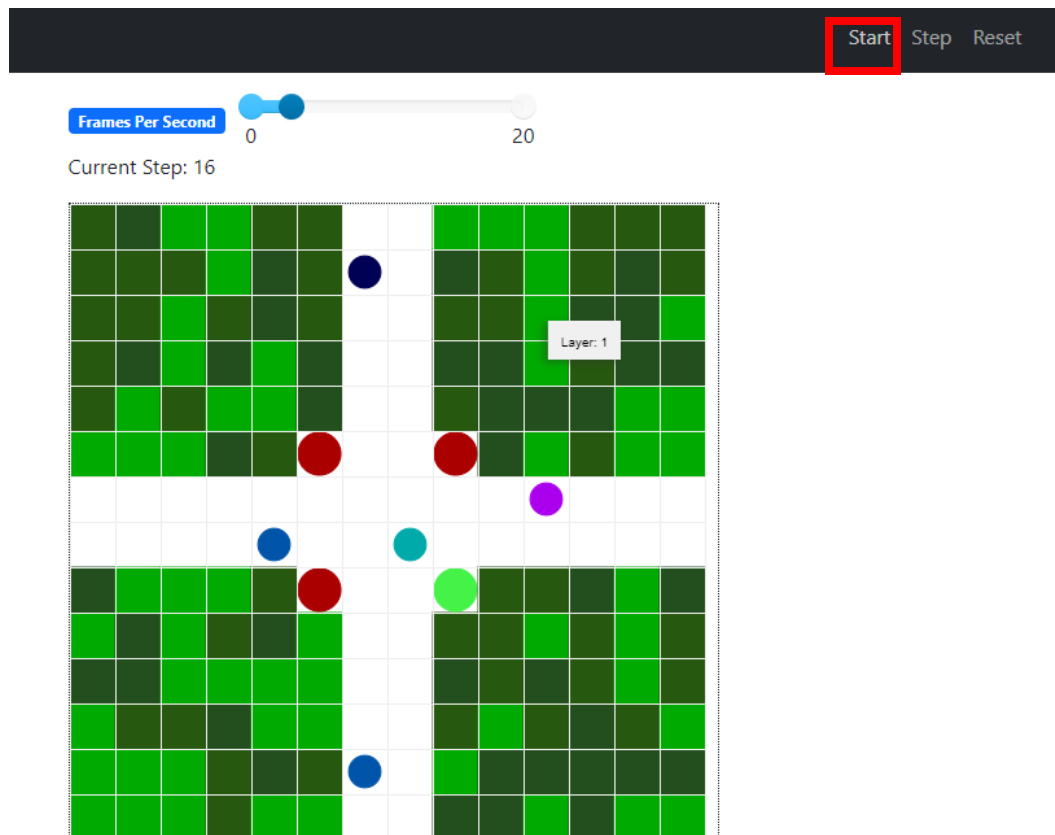 Start Step Reset
Frames Per Second
0 20
Current Step: 16
Layer: 1